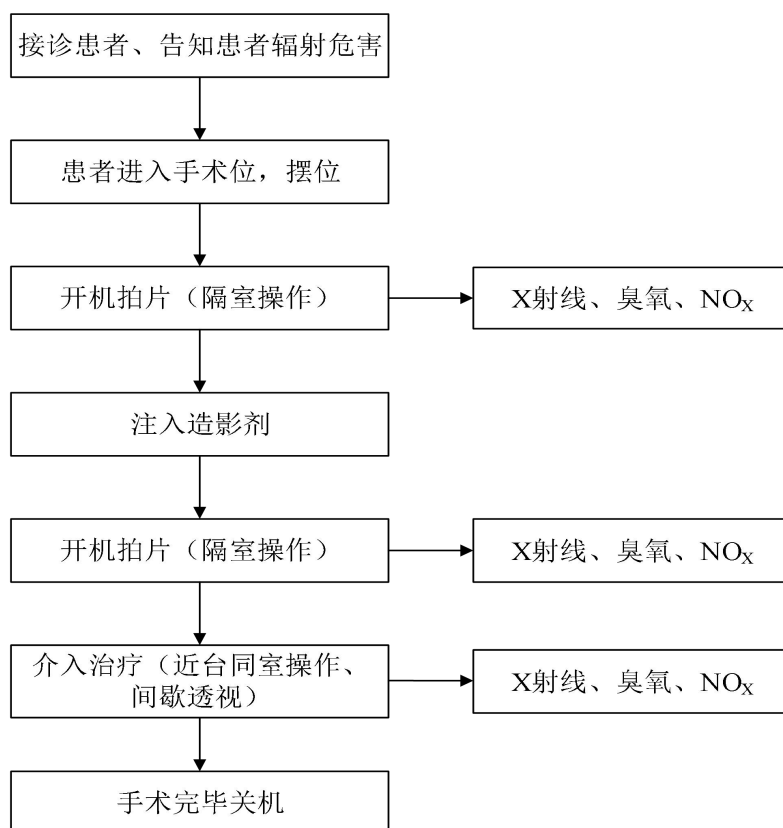 接诊患者、告知患者辐射危害
患者进入手术位，摆位
开机拍片（隔室操作）
X射线、臭氧、NOX
注入造影剂
开机拍片（隔室操作）
X射线、臭氧、NOX
介入治疗（近台同室操作、
间歇透视）
X射线、臭氧、NOX
手术完毕关机